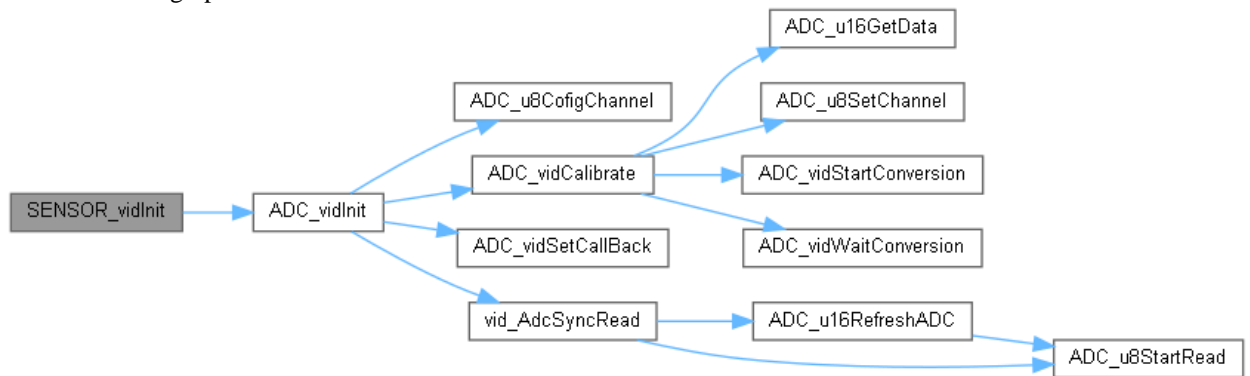 ADC_u16GetData
ADC_u8CofigChannel
ADC_u8SetChannel
ADC_vidCalibrate
ADC_vidStartConversion
SENSOR_vidInit
ADC_vidInit
ADC_vidSetCallBack
ADC_vidWaitConversion
vid_AdcSyncRead
ADC_u16RefreshADC
ADC_u8StartRead